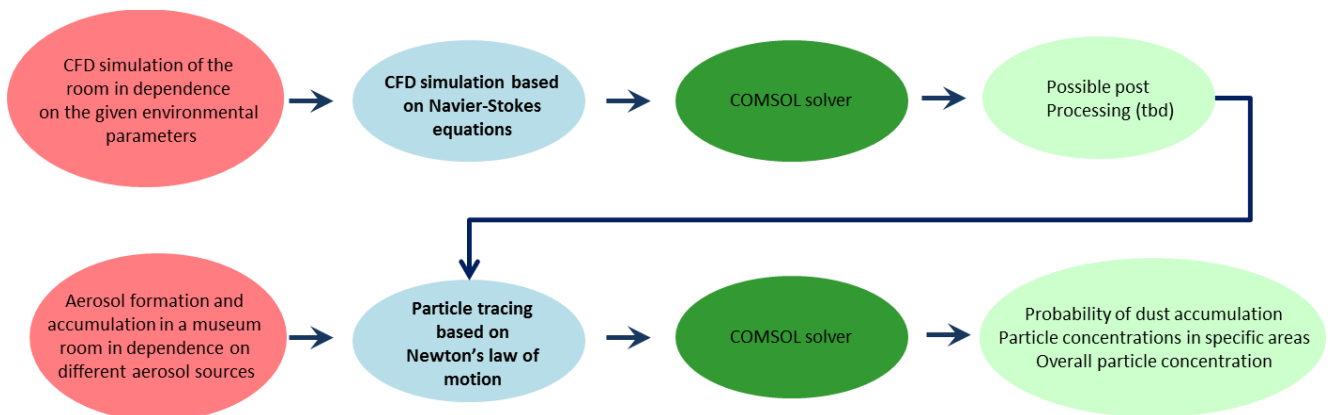 CFD simulation of the
room in dependence
on the given environmental
parameters
CFD simulation based
on Navier-Stokes
equations
COMSOL solver
Possible post
Processing (tbd)
Aerosol formation and
accumulation in a museum
room in dependence on
different aerosol sources
Particle tracing
based on
Newton's law of
motion
COMSOL solver
Probability of dust accumulation
Particle concentrations in specific areas
Overall particle concentration